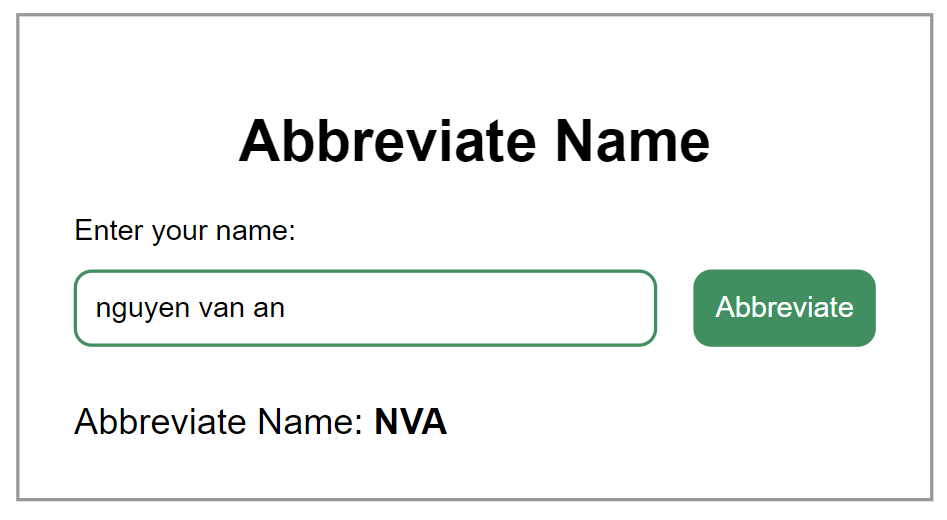 Abbreviate Name
Enter your name:
nguyen van an
Abbreviate
Abbreviate Name: NVA